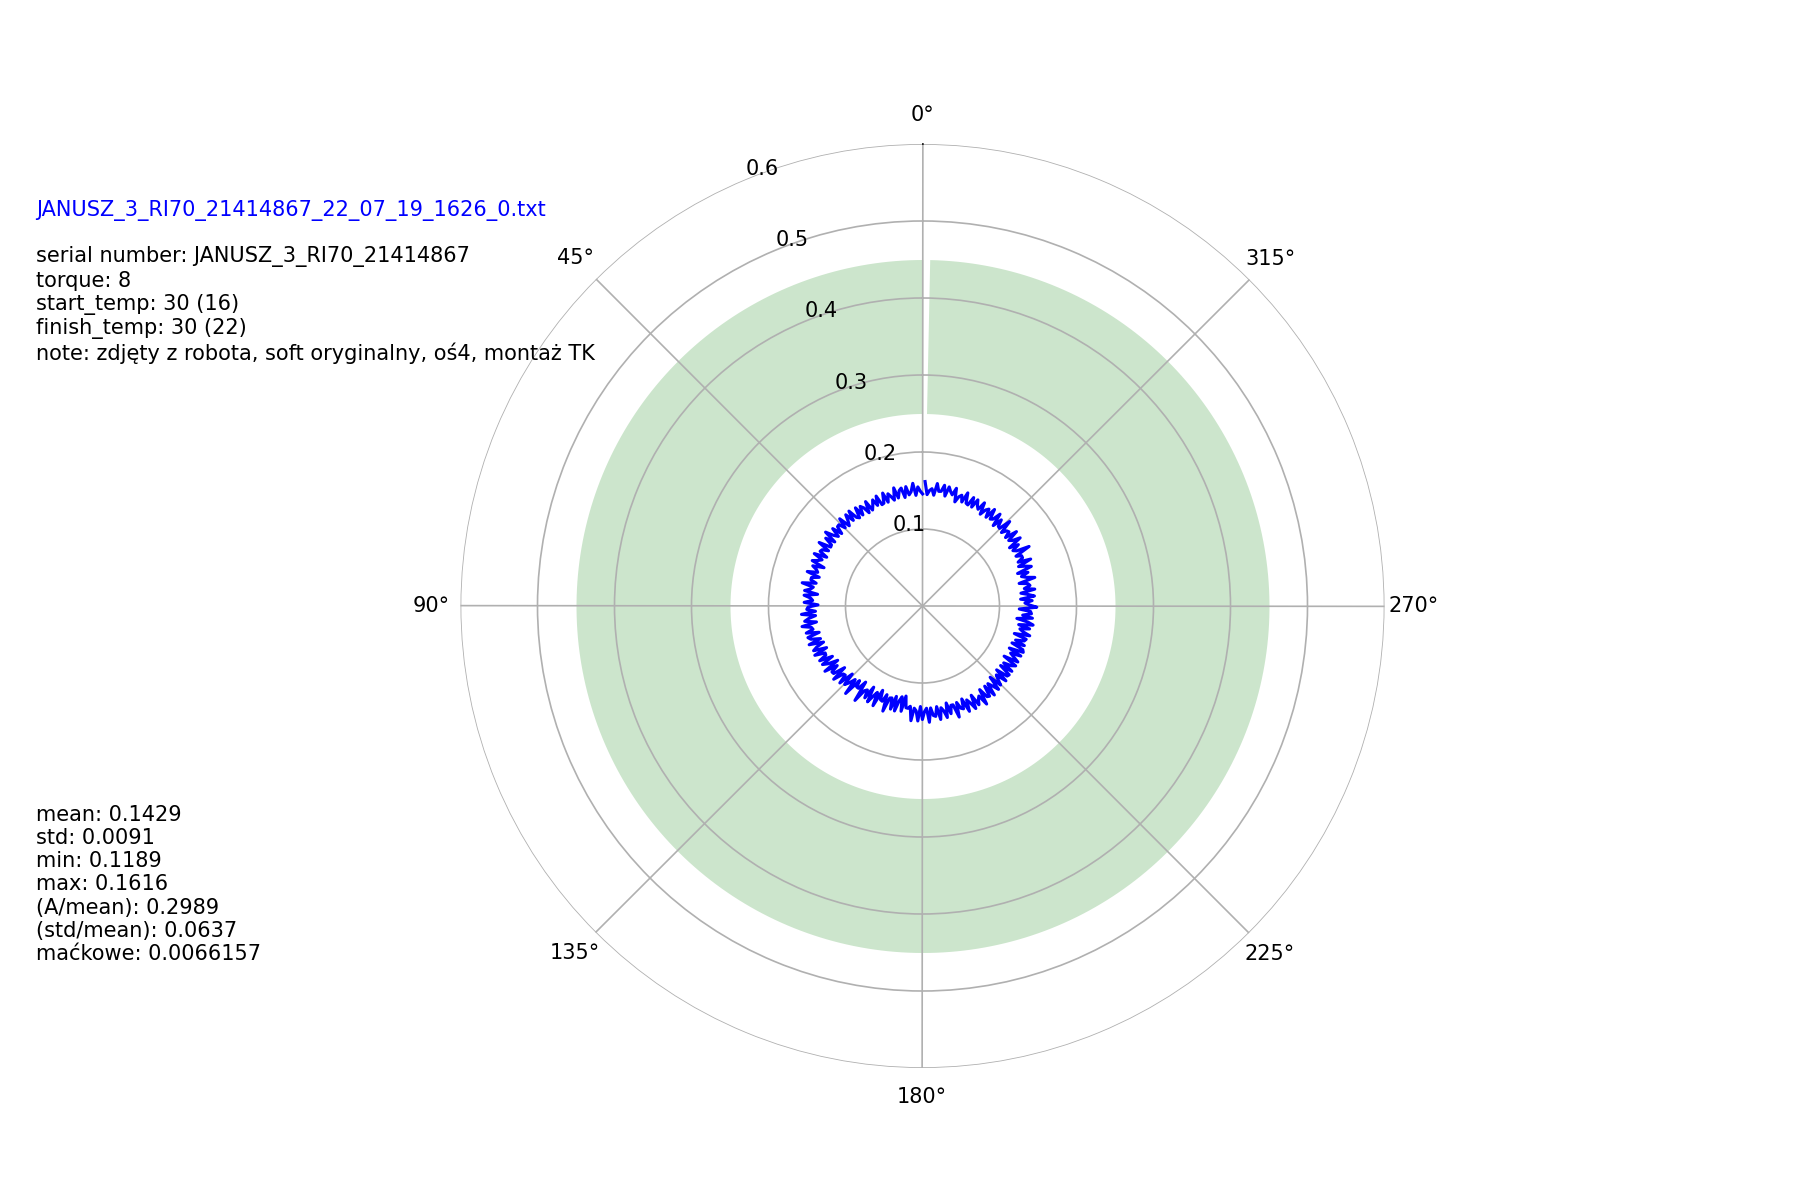 0°
0.6
JANUSZ_3_RI70_21414867_22_07_19_1626_0.txt
0.5
serial number: JANUSZ_3_RI70_21414867
45°
315°
torque: 8
start_temp: 30 (16)
0.4
finish_temp: 30 (22)
note: zdjęty z robota, soft oryginalny, oś4, montaż TK
0.3
0.2
0.1
90°
270°
mean: 0.1429
std: 0.0091
min: 0.1189
max: 0.1616
(A/mean): 0.2989
(std/mean): 0.0637
maćkowe: 0.0066157
135°
225°
180°